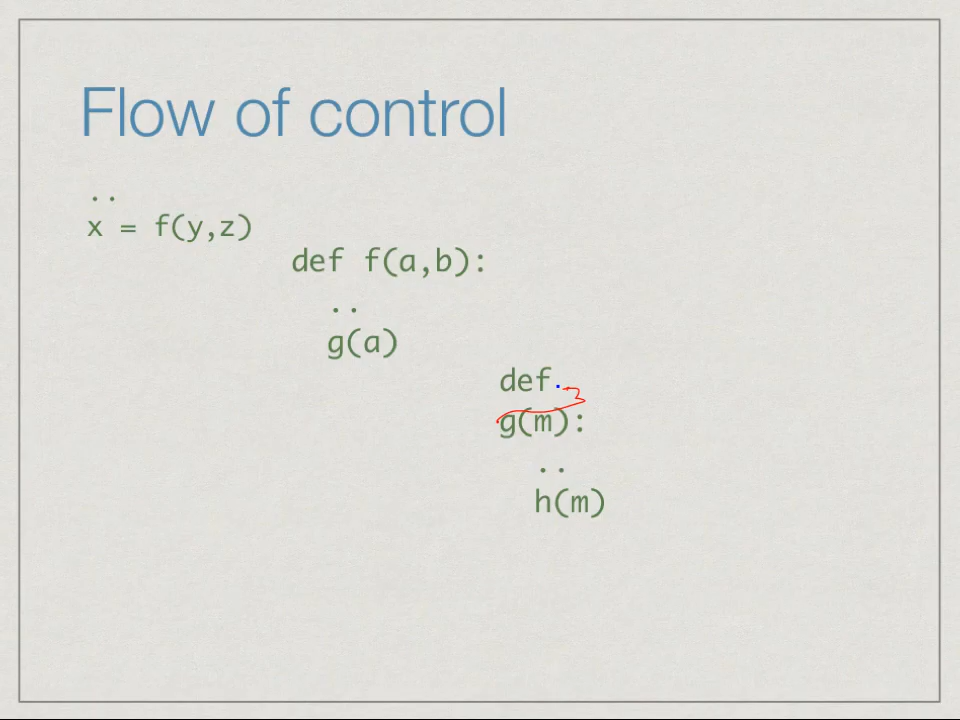 Flow of control
..
x = f(y,z)
def f(a,b):
..
g(a)
def
g(m):
..
h(m)